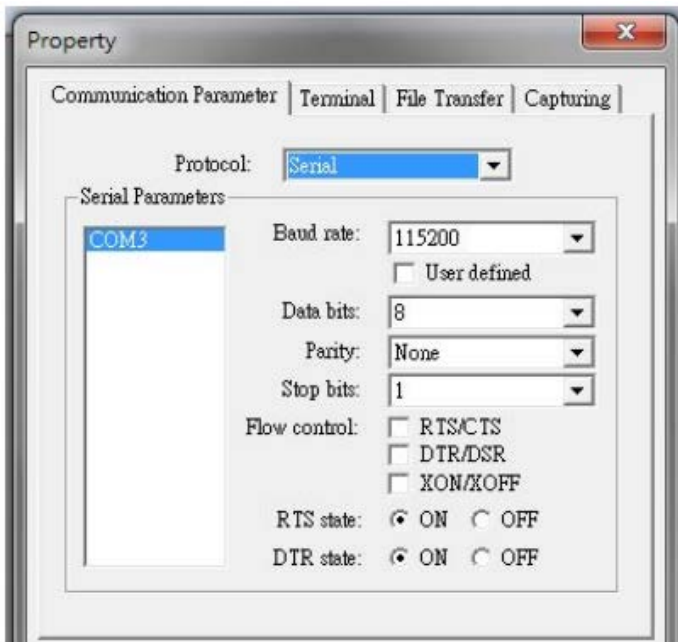 Property
Communication Parameter Terminal File Transfer Capturing
Protocol: Serial
Serial Parameters
COM3
Baud rate: 115200
User defined
Data bits: 8
Parity: None
Stop bits: 1
Flow control: RTS/CTS
DTR/DSR
XON/XOFF
RTS state: ON OFF
DTR state: ON OFF